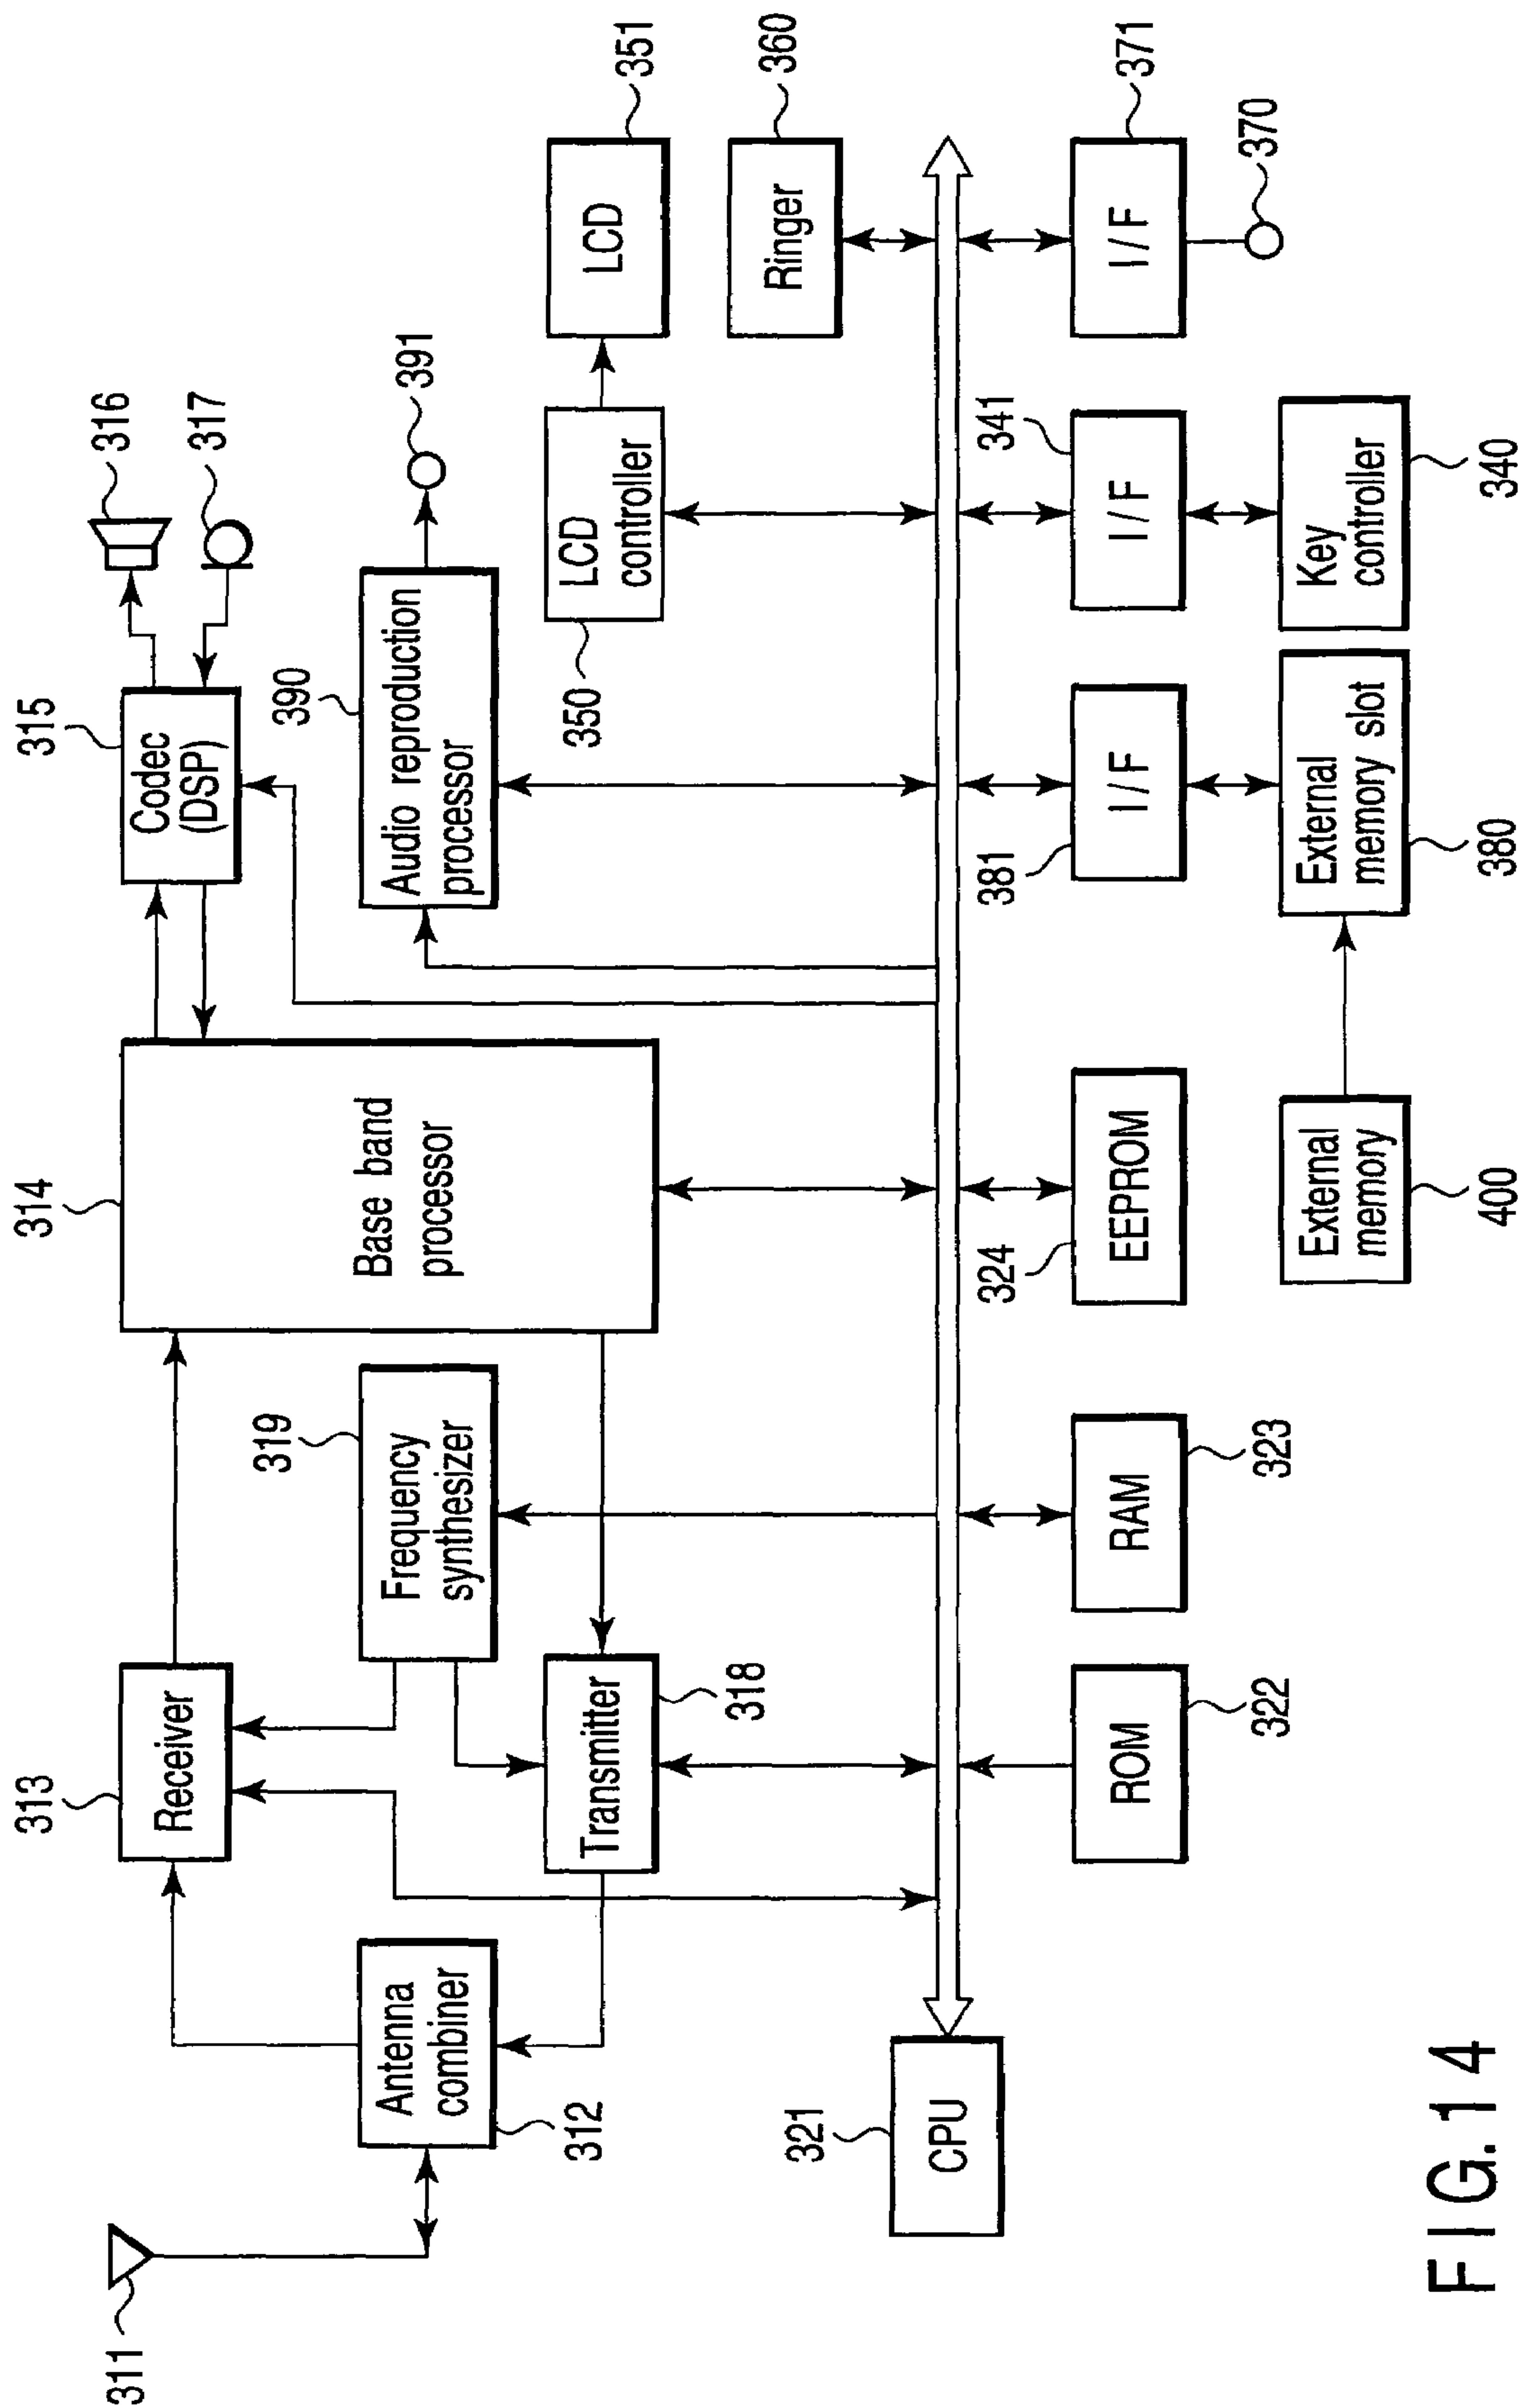 311
Antenna
combiner
312
313
Receiver
Transmitter
318
319
Frequency
synthesizer
314
Base band
processor
315
Codec
(DSP)
316
317
390
Audio reproduction
processor
391
350
LCD
controller
LCD
351
Ringer
360
321
CPU
ROM
322
RAM
323
324
EEPROM
381
I/F
341
I/F
I/F
371
370
External
memory
400
External
memory slot
380
Key
controller
340
FIG.14